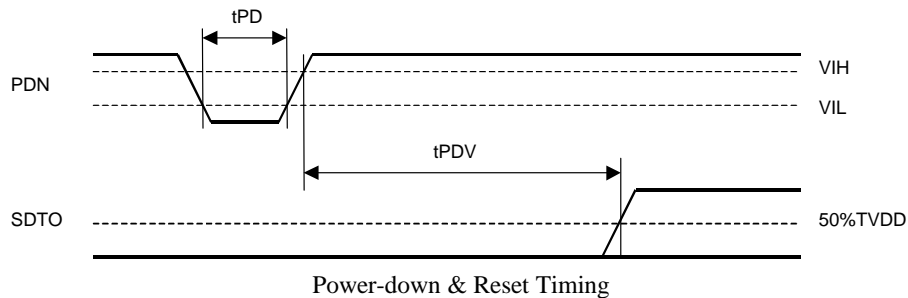 tPD
PDN
VIH
VIL
tPDV
SDTO
50%TVDD
Power-down & Reset Timing